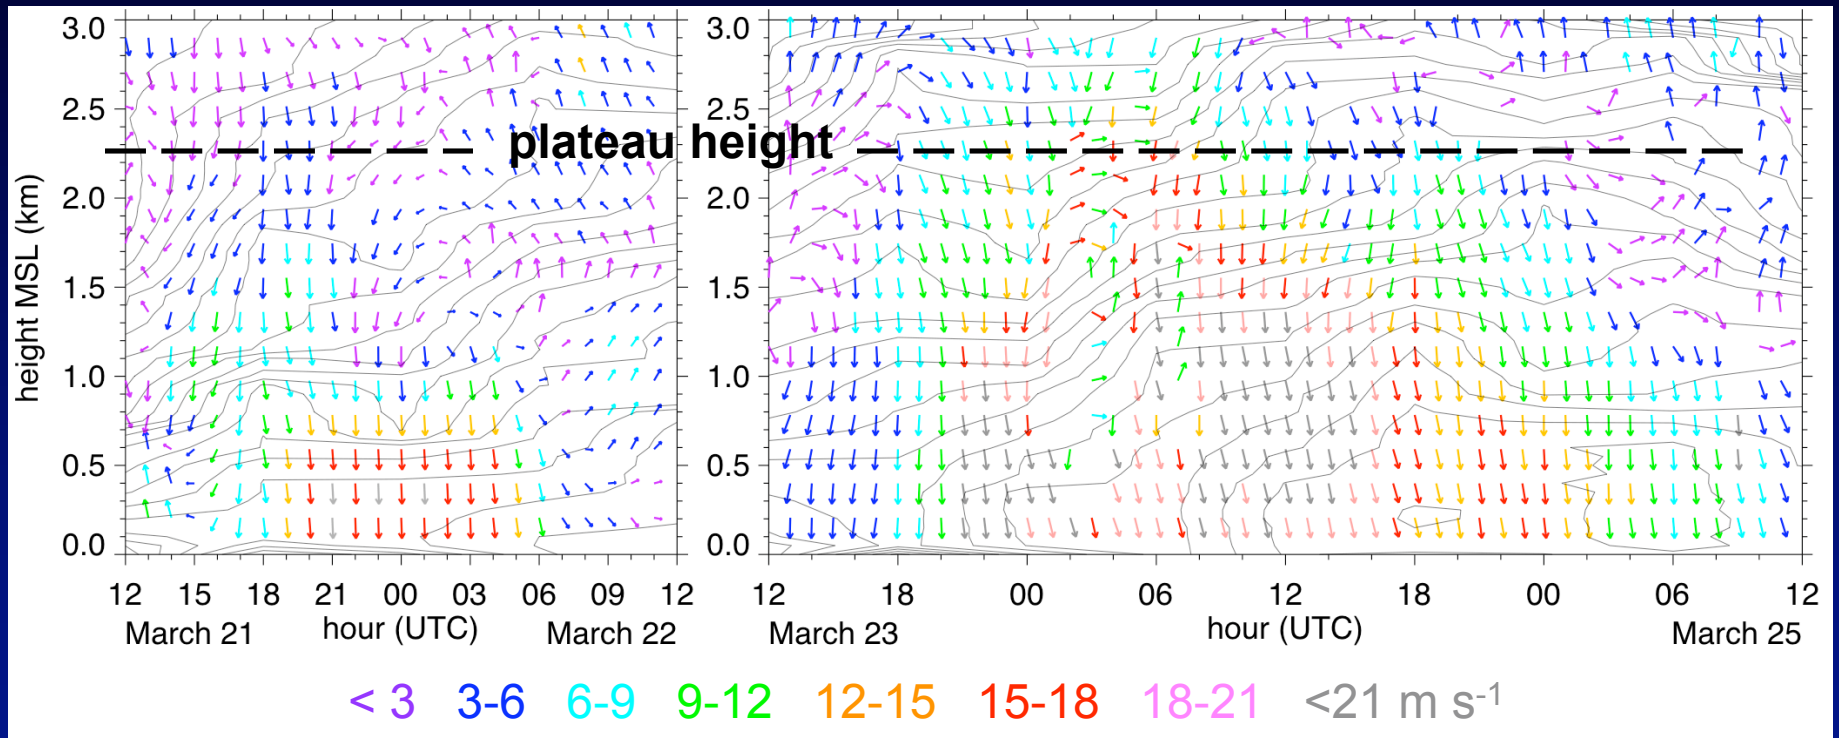 3.0
2.5
2.0
1.5
1.0
0.5
0.0
height MSL (km)
plateau height
3.0
2.5
2.0
1.5
1.0
0.5
0.0
12 15 18 21 00 03 06 09 12
March 21 hour (UTC) March 22
12 18 00 06 12 18 00 06 12
March 23 hour (UTC) March 25
< 3 3-6 6-9 9-12 12-15 15-18 18-21 <21 m s⁻¹